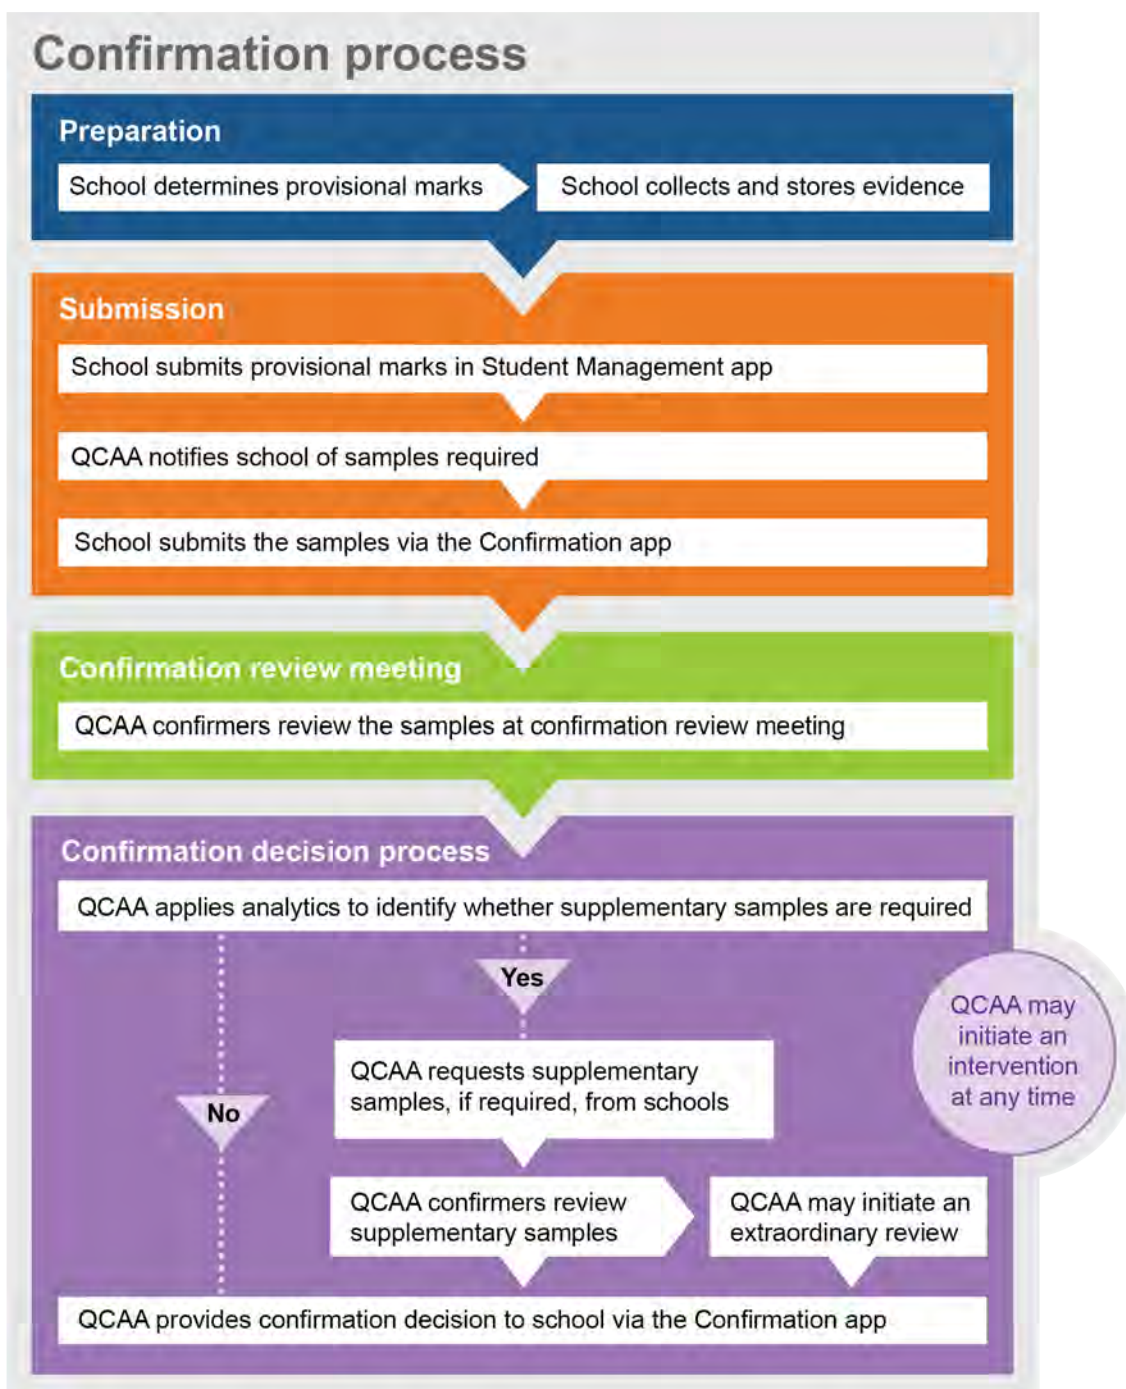 Confirmation process
Preparation
School determines provisional marks
School collects and stores evidence
Submission
School submits provisional marks in Student Management app
QCAA notifies school of samples required
School submits the samples via the Confirmation app
Confirmation review meeting
QCAA confirmers review the samples at confirmation review meeting
Confirmation decision process
QCAA applies analytics to identify whether supplementary samples are required
Yes
QCAA may
initiate an
intervention
at any time
QCAA requests supplementary
samples, if required, from schools
No
QCAA confirmers review
supplementary samples
QCAA may initiate an
extraordinary review
QCAA provides confirmation decision to school via the Confirmation app